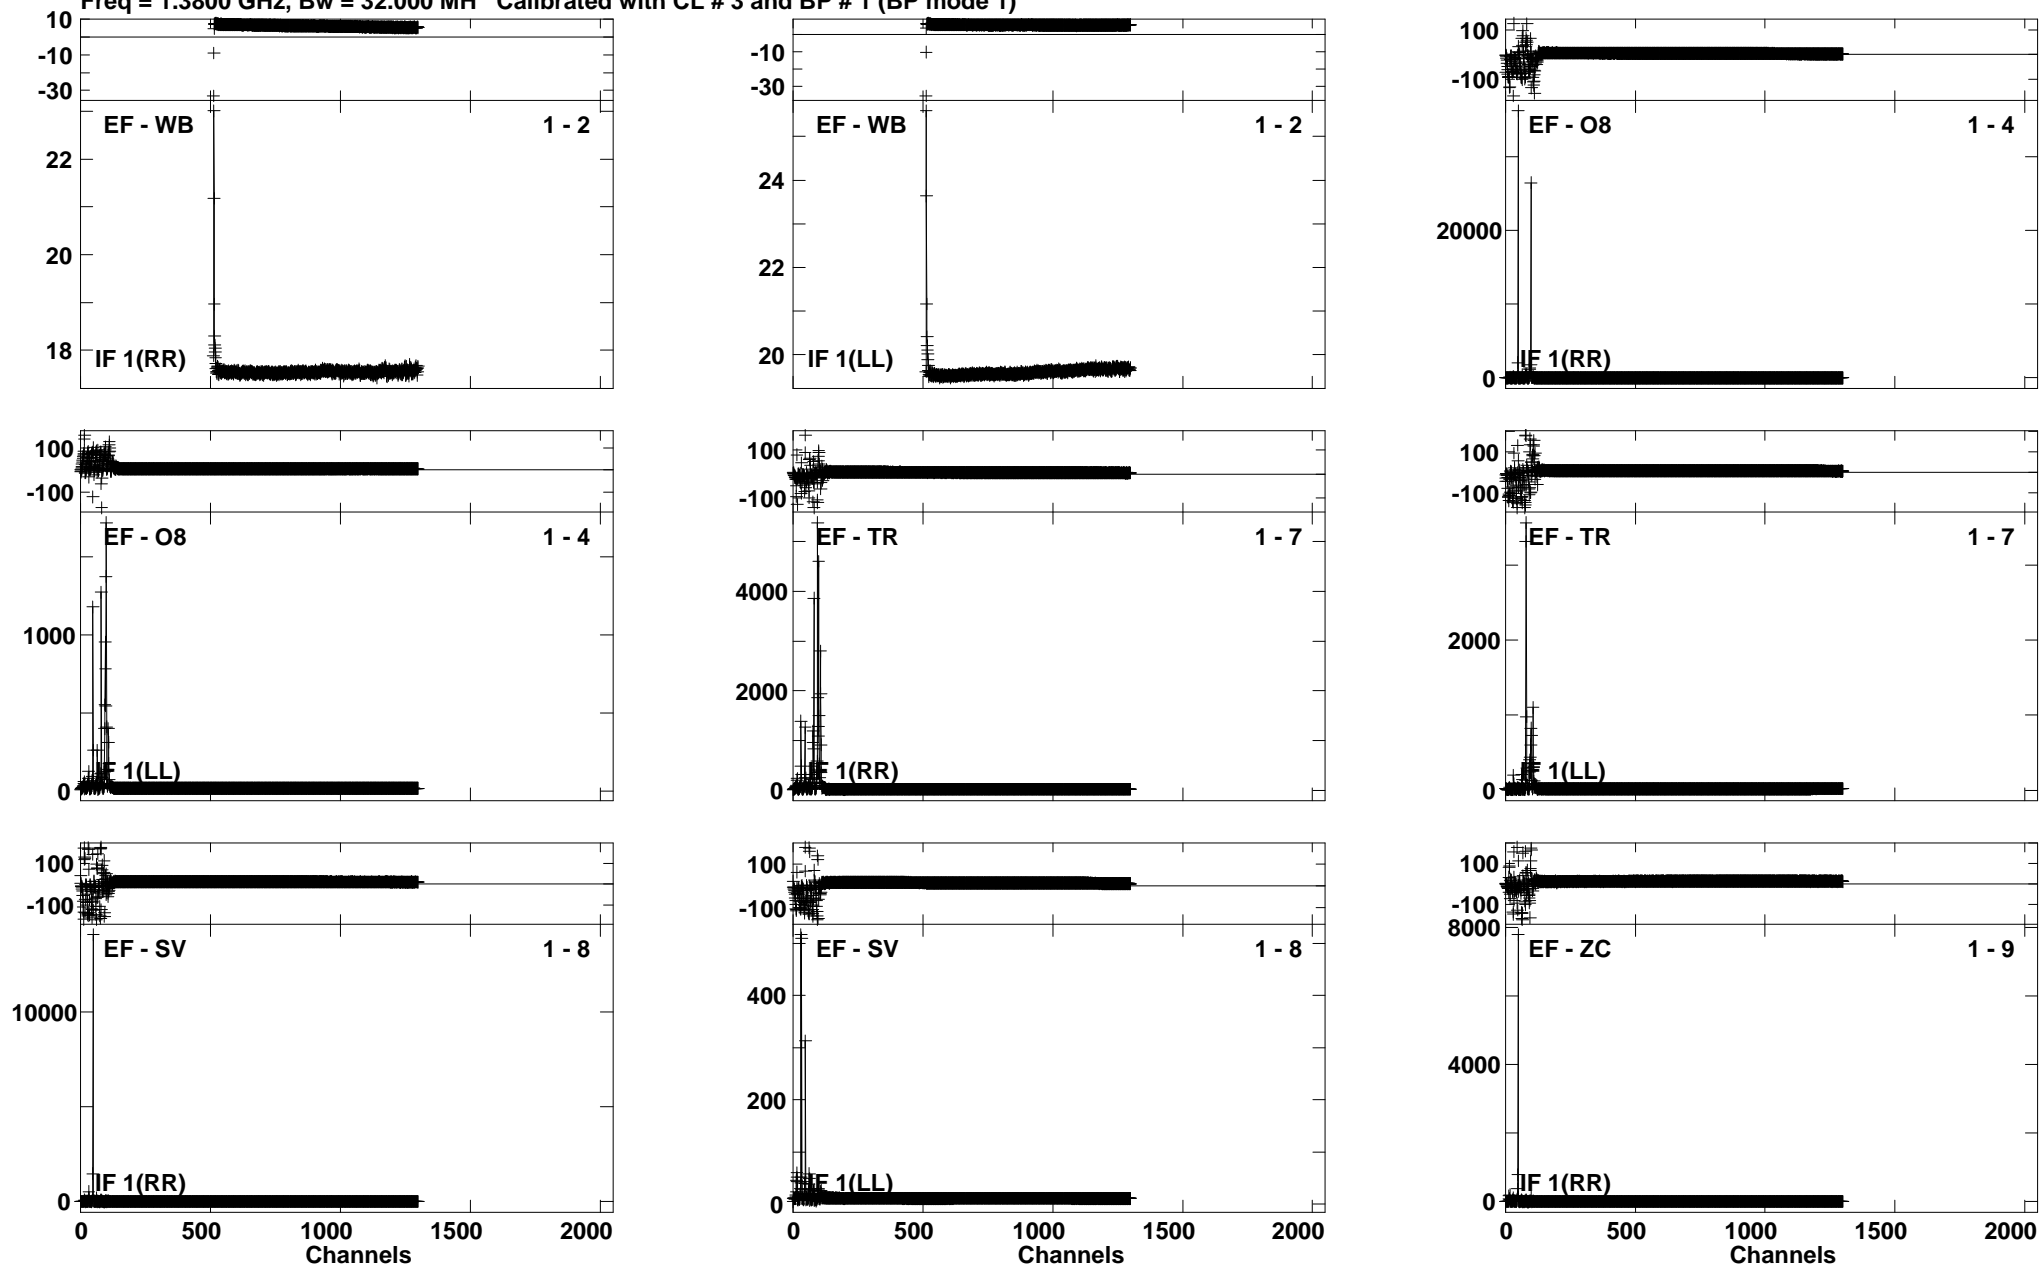 Freq = 1.3800 GHz, Bw = 32.000 MH Calibrated with CL # 3 and BP # 1 (BP mode 1)
10
-10
-30
EF - WB 1 - 2
22
20
18
IF 1(RR)
-10
-30
EF - WB 1 - 2
24
22
20
IF 1(LL)
100
-100
EF - O8 1 - 4
20000
0
IF 1(RR)
100
-100
EF - O8 1 - 4
1000
0
IF 1(LL)
100
-100
EF - TR 1 - 7
4000
2000
0
IF 1(RR)
100
-100
EF - TR 1 - 7
2000
0
IF 1(LL)
100
-100
EF - SV 1 - 8
10000
0
IF 1(RR)
0 500 1000 1500 2000
Channels
100
-100
EF - SV 1 - 8
400
200
0
IF 1(LL)
0 500 1000 1500 2000
Channels
100
-100
8000
EF - ZC 1 - 9
4000
0
IF 1(RR)
0 500 1000 1500 2000
Channels